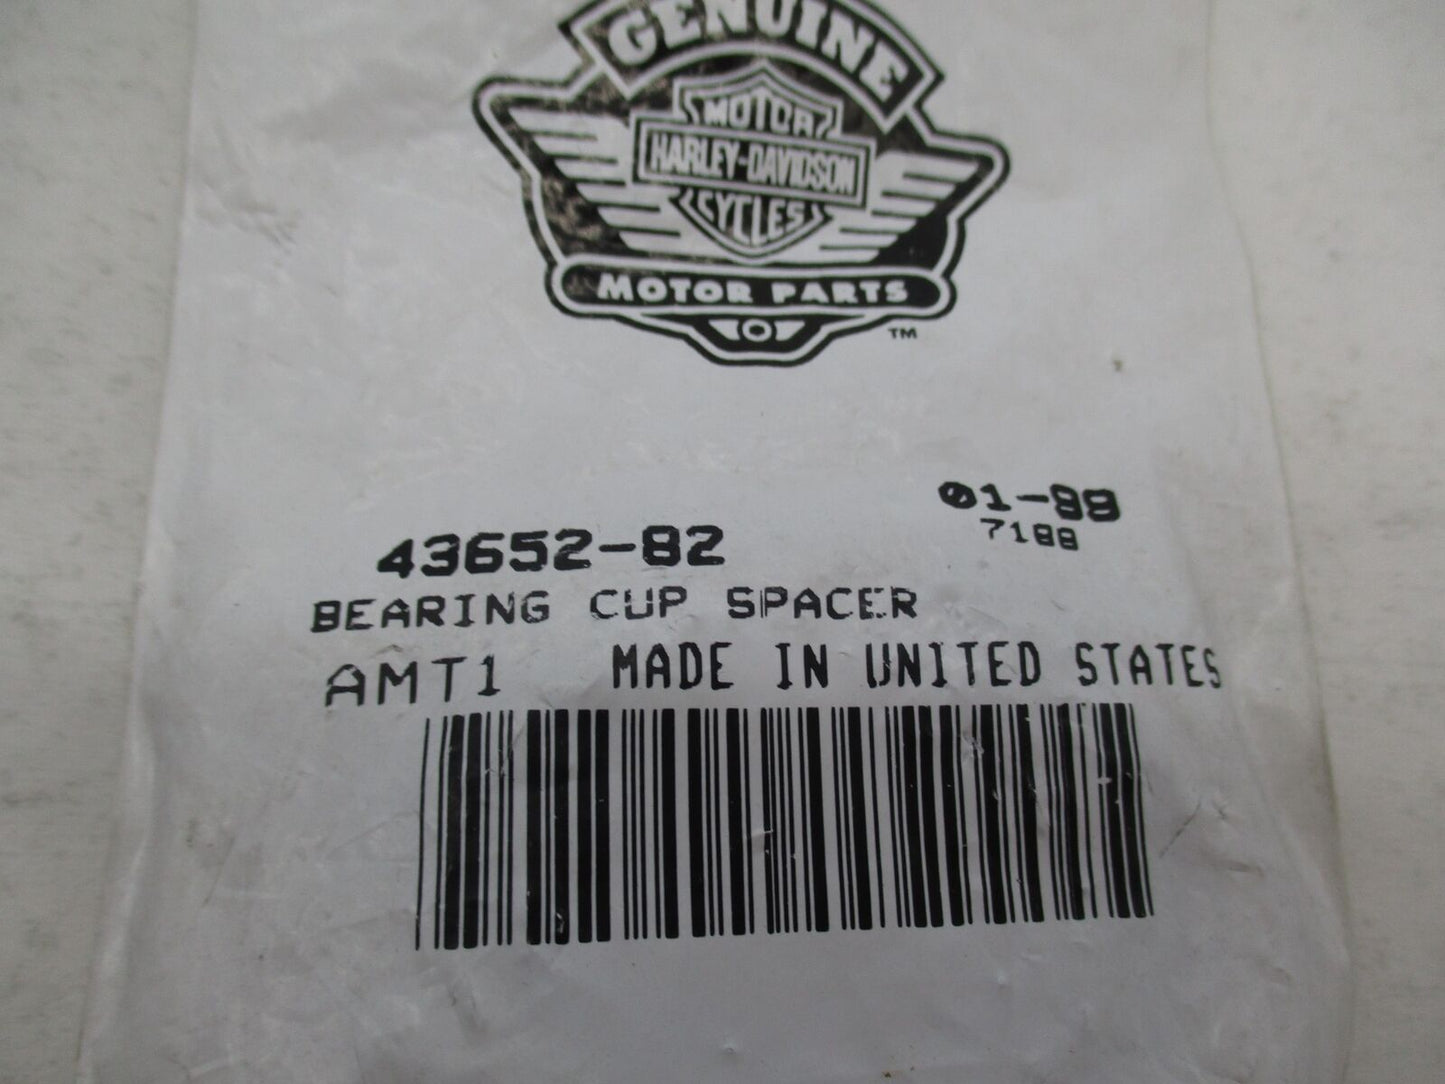 GENUINE
MOTOR
HARLEY-DAVIDSON
CYCLES
MOTOR PARTS
TM
01-98
43652-82
7188
BEARING CUP SPACER
AMT1 MADE IN UNITED STATES